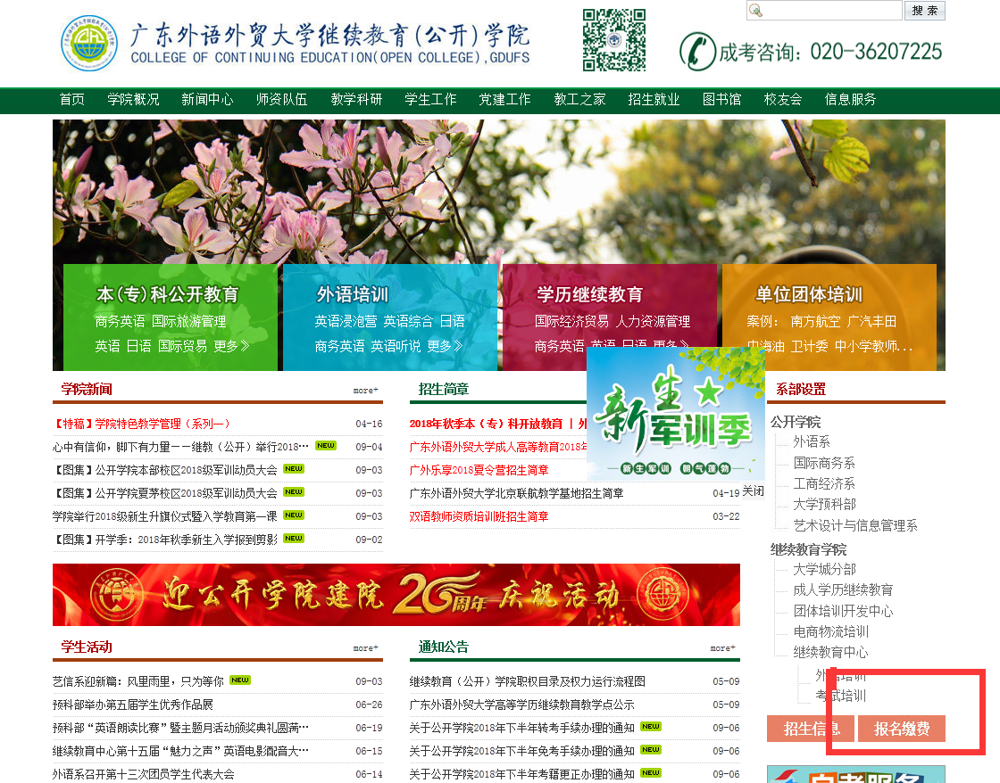 广东外语外贸大学继续教育(公开)学院
COLLEGE OF CONTINUING EDUCATION(OPEN COLLEGE),GDUFS
搜 索
成考咨询: 020-36207225
首页 学院概况 新闻中心 师资队伍 教学科研 学生工作 党建工作 教工之家 招生就业 图书馆 校友会 信息服务
本(专)科公开教育
商务英语 国际旅游管理
英语 日语 国际贸易 更多》
外语培训
英语浸泡营 英语综合 日语
商务英语 英语听说 更多》
学历继续教育
国际经济贸易 人力资源管理
商务英语 英语 日语 更多》
单位团体培训
案例: 南方航空 广汽丰田
中海油 卫计委 中小学教师...
学院新闻 more+
【特稿】学院特色教学管理（系列一） 04-16
心中有信仰，脚下有力量——继教（公开）举行2018… NEW 09-04
【图集】公开学院本部校区2018级军训动员大会 NEW 09-03
【图集】公开学院夏茅校区2018级军训动员大会 NEW 09-03
学院举行2018级新生升旗仪式暨入学教育第一课 NEW 09-03
【图集】开学季：2018年秋季新生入学报到剪影 NEW 09-02
招生简章
2018年秋季本（专）科开放教育 | 外
广东外语外贸大学成人高等教育2018年
广外乐享2018夏令营招生简章
广东外语外贸大学北京联航教学基地招生简章 04-19
双语教师资质培训班招生简章 03-22
新生
军训季
新生军训 朝气蓬勃
关闭
系部设置
公开学院
外语系
国际商务系
工商经济系
大学预科部
艺术设计与信息管理系
继续教育学院
大学城分部
成人学历继续教育
团体培训开发中心
电商物流培训
继续教育中心
外语培训
考试培训
招生信息 报名缴费
迎公开学院建院20周年庆祝活动
学生活动 more+
艺信系迎新篇：风里雨里，只为等你 NEW 09-03
预科部举办第五届学生优秀作品展 06-26
预科部“英语朗读比赛”暨主题月活动颁奖典礼圆满… 06-19
继续教育中心第十五届“魅力之声”英语电影配音大… 06-15
外语系召开第十三次团员学生代表大会 06-14
通知公告 more+
继续教育（公开）学院职权目录及权力运行流程图 05-09
广东外语外贸大学高等学历继续教育教学点公示 05-09
关于公开学院2018年下半年转考手续办理的通知 NEW 09-06
关于公开学院2018年下半年免考手续办理的通知 NEW 09-06
关于公开学院2018年下半年考籍更正办理的通知 NEW 09-06
自考服务